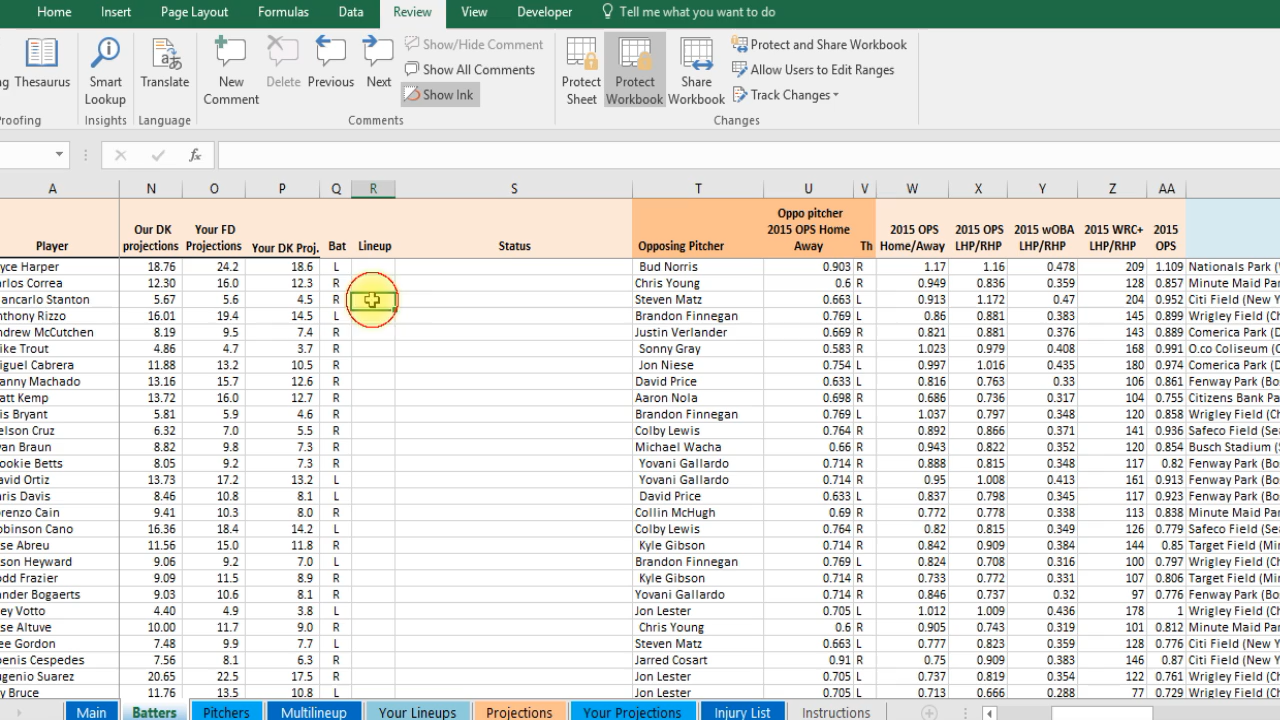 Home Insert Page Layout Formulas Data Review View Developer Tell me what you want to do
Thesaurus Smart Lookup Translate New Comment Delete Previous Next Show/Hide Comment Show All Comments Show Ink Protect Sheet Protect Workbook Share Workbook Protect and Share Workbook Allow Users to Edit Ranges Track Changes
Proofing Insights Language Comments Changes
fx
A N O P Q R S T U V W X Y Z AA
Player Our DK projections Your FD Projections Your DK Proj. Bat Lineup Status Opposing Pitcher Oppo pitcher 2015 OPS Home Away Th 2015 OPS Home/Away 2015 OPS LHP/RHP 2015 wOBA LHP/RHP 2015 WRC+ LHP/RHP 2015 OPS
yce Harper 18.76 24.2 18.6 L Bud Norris 0.903 R 1.17 1.16 0.478 209 1.109 Nationals Park (
arlos Correa 12.30 16.0 12.3 R Chris Young 0.6 R 0.949 0.836 0.359 128 0.857 Minute Maid Par
iancarlo Stanton 5.67 5.6 4.5 R Steven Matz 0.663 L 0.913 1.172 0.47 204 0.952 Citi Field (New Y
nthony Rizzo 16.01 19.4 14.5 L Brandon Finnegan 0.769 L 0.86 0.881 0.383 145 0.899 Wrigley Field (C
ndrew McCutchen 8.19 9.5 7.4 R Justin Verlander 0.669 R 0.821 0.881 0.376 143 0.889 Comerica Park (D
ike Trout 4.86 4.7 3.7 R Sonny Gray 0.583 R 1.023 0.979 0.408 168 0.991 O.co Coliseum (O
iguel Cabrera 11.88 13.2 10.5 R Jon Niese 0.754 L 0.997 1.016 0.435 180 0.974 Comerica Park (D
anny Machado 13.16 15.7 12.6 R David Price 0.633 L 0.816 0.763 0.33 106 0.861 Fenway Park (Bo
att Kemp 13.72 16.0 12.7 R Aaron Nola 0.698 R 0.686 0.736 0.317 104 0.755 Citizens Bank Par
is Bryant 5.81 5.9 4.6 R Brandon Finnegan 0.769 L 1.037 0.797 0.348 120 0.858 Wrigley Field (C
elson Cruz 6.32 7.0 5.5 R Colby Lewis 0.764 R 0.892 0.866 0.371 141 0.936 Safeco Field (Sea
yan Braun 8.82 9.8 7.3 R Michael Wacha 0.66 R 0.943 0.822 0.352 120 0.854 Busch Stadium (S
ookie Betts 8.05 9.2 7.3 R Yovani Gallardo 0.714 R 0.888 0.815 0.348 117 0.82 Fenway Park (Bo
avid Ortiz 13.73 17.2 13.2 L Yovani Gallardo 0.714 R 0.95 1.008 0.413 161 0.913 Fenway Park (Bo
hris Davis 8.46 10.8 8.1 L David Price 0.633 L 0.837 0.798 0.345 117 0.923 Fenway Park (Bo
orenzo Cain 9.41 10.3 8.0 R Collin McHugh 0.69 R 0.772 0.772 0.338 113 0.838 Minute Maid Par
obinson Cano 16.36 18.4 14.2 L Colby Lewis 0.764 R 0.82 0.815 0.349 126 0.779 Safeco Field (Sea
se Abreu 11.56 15.0 11.8 R Kyle Gibson 0.714 R 0.842 0.909 0.384 144 0.85 Target Field (Min
son Heyward 9.06 9.2 7.0 L Brandon Finnegan 0.769 L 0.824 0.708 0.316 100 0.797 Wrigley Field (C
odd Frazier 9.09 11.5 8.9 R Kyle Gibson 0.714 R 0.733 0.772 0.331 107 0.806 Target Field (Min
ander Bogaerts 9.03 10.6 8.1 R Yovani Gallardo 0.714 R 0.846 0.737 0.32 97 0.776 Fenway Park (Bo
ey Votto 4.40 4.9 3.8 L Jon Lester 0.705 L 1.012 1.009 0.436 178 1 Wrigley Field (C
se Altuve 10.00 11.7 9.0 R Chris Young 0.6 R 0.905 0.743 0.319 101 0.812 Minute Maid Par
ee Gordon 7.48 9.9 7.7 L Steven Matz 0.663 L 0.777 0.823 0.359 128 0.776 Citi Field (New Y
oenis Cespedes 7.56 8.1 6.3 R Jarred Cosart 0.91 R 0.75 0.909 0.383 146 0.87 Citi Field (New Y
ugenio Suarez 20.65 22.5 17.5 R Jon Lester 0.705 L 0.737 0.819 0.354 122 0.761 Wrigley Field (C
y Bruce 11.76 13.5 10.8 L Jon Lester 0.705 L 0.713 0.666 0.288 77 0.729 Wrigley Field (C
Main Batters Pitchers Multilineup Your Lineups Projections Your Projections Injury List Instructions